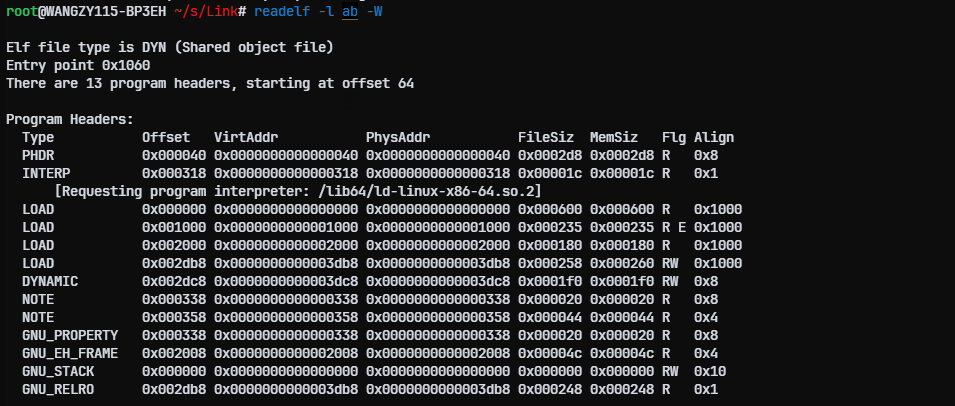 root@WANGZY115-BP3EH ~/s/Link# readelf -l ab -W
Elf file type is DYN (Shared object file)
Entry point 0x1060
There are 13 program headers, starting at offset 64
Program Headers:
  Type           Offset   VirtAddr           PhysAddr           FileSiz  MemSiz   Flg Align
  PHDR           0x000040 0x0000000000000040 0x0000000000000040 0x0002d8 0x0002d8 R   0x8
  INTERP         0x000318 0x0000000000000318 0x0000000000000318 0x00001c 0x00001c R   0x1
      [Requesting program interpreter: /lib64/ld-linux-x86-64.so.2]
  LOAD           0x000000 0x0000000000000000 0x0000000000000000 0x000600 0x000600 R   0x1000
  LOAD           0x001000 0x0000000000001000 0x0000000000001000 0x000235 0x000235 R E 0x1000
  LOAD           0x002000 0x0000000000002000 0x0000000000002000 0x000180 0x000180 R   0x1000
  LOAD           0x002db8 0x0000000000003db8 0x0000000000003db8 0x000258 0x000260 RW  0x1000
  DYNAMIC        0x002dc8 0x0000000000003dc8 0x0000000000003dc8 0x0001f0 0x0001f0 RW  0x8
  NOTE           0x000338 0x0000000000000338 0x0000000000000338 0x000020 0x000020 R   0x8
  NOTE           0x000358 0x0000000000000358 0x0000000000000358 0x000044 0x000044 R   0x4
  GNU_PROPERTY   0x000338 0x0000000000000338 0x0000000000000338 0x000020 0x000020 R   0x8
  GNU_EH_FRAME   0x002008 0x0000000000002008 0x0000000000002008 0x00004c 0x00004c R   0x4
  GNU_STACK      0x000000 0x0000000000000000 0x0000000000000000 0x000000 0x000000 RW  0x10
  GNU_RELRO      0x002db8 0x0000000000003db8 0x0000000000003db8 0x000248 0x000248 R   0x1